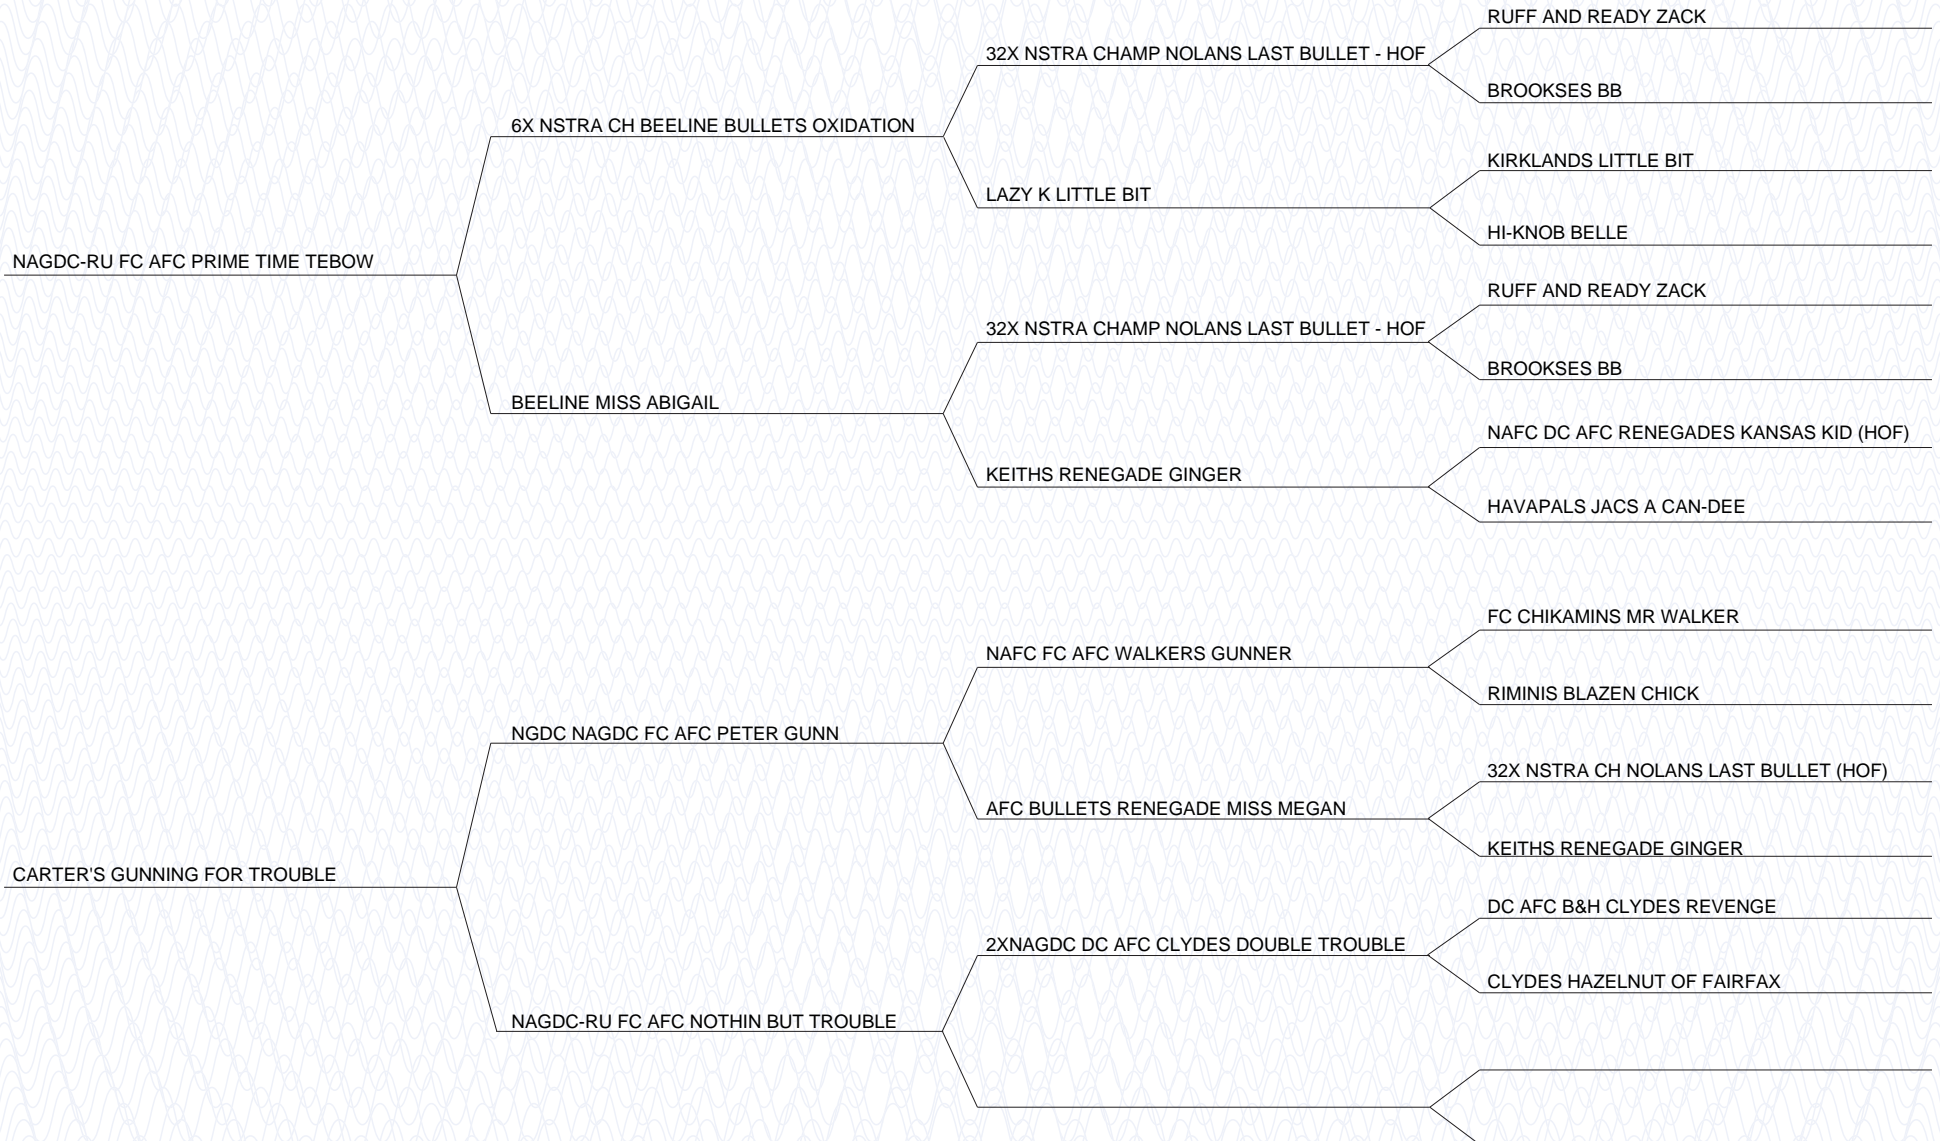 RUFF AND READY ZACK
32X NSTRA CHAMP NOLANS LAST BULLET - HOF
BROOKSES BB
6X NSTRA CH BEELINE BULLETS OXIDATION
KIRKLANDS LITTLE BIT
LAZY K LITTLE BIT
HI-KNOB BELLE
NAGDC-RU FC AFC PRIME TIME TEBOW
RUFF AND READY ZACK
32X NSTRA CHAMP NOLANS LAST BULLET - HOF
BROOKSES BB
BEELINE MISS ABIGAIL
NAFC DC AFC RENEGADES KANSAS KID (HOF)
KEITHS RENEGADE GINGER
HAVAPALS JACS A CAN-DEE
FC CHIKAMINS MR WALKER
NAFC FC AFC WALKERS GUNNER
RIMINIS BLAZEN CHICK
NGDC NAGDC FC AFC PETER GUNN
32X NSTRA CH NOLANS LAST BULLET (HOF)
AFC BULLETS RENEGADE MISS MEGAN
KEITHS RENEGADE GINGER
CARTER'S GUNNING FOR TROUBLE
DC AFC B&H CLYDES REVENGE
2XNAGDC DC AFC CLYDES DOUBLE TROUBLE
CLYDES HAZELNUT OF FAIRFAX
NAGDC-RU FC AFC NOTHIN BUT TROUBLE